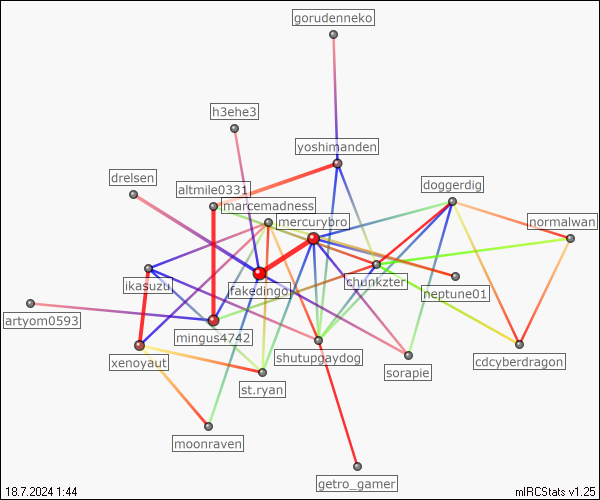 gorudenneko
h3ehe3
yoshimanden
drelsen
altmile0331
doggerdig
marcemadness
mercurybro
normalwan
ikasuzu
fakedingo
chunkzter
neptune01
artyom0593
mingus4742
xenoyaut
shutupgaydog
cdcyberdragon
st.ryan
sorapie
moonraven
getro_gamer
18.7.2024 1:44
mIRCStats v1.25